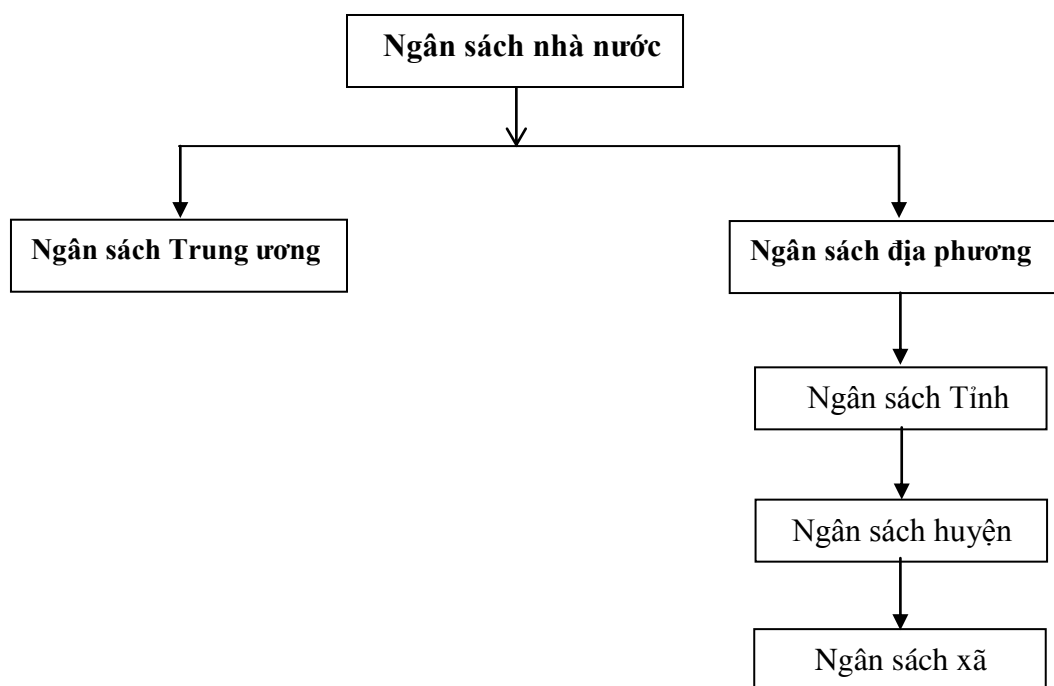 Ngân sách nhà nước
Ngân sách Trung ương
Ngân sách địa phương
Ngân sách Tỉnh
Ngân sách huyện
Ngân sách xã